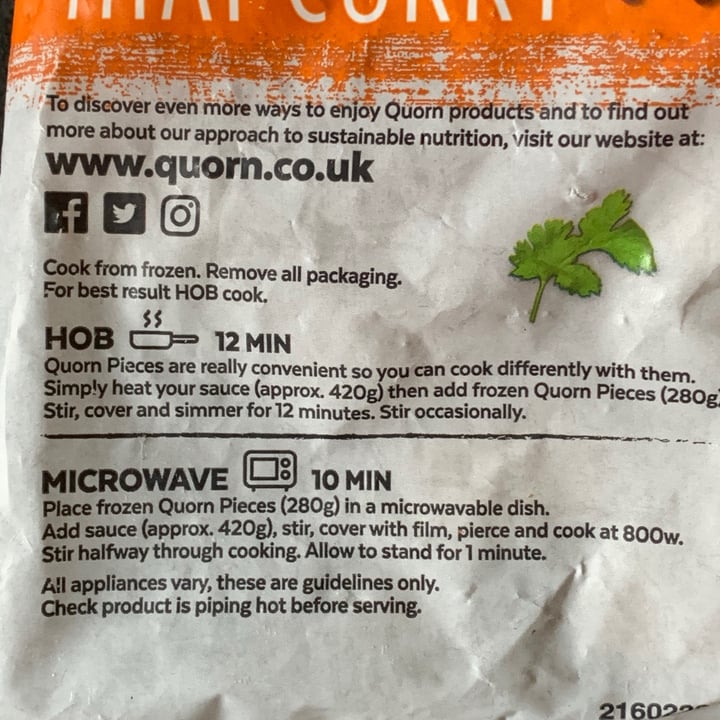 THAI CURRY
To discover even more ways to enjoy Quorn products and to find out
more about our approach to sustainable nutrition, visit our website at:
www.quorn.co.uk
Cook from frozen. Remove all packaging.
For best result HOB cook.
HOB 12 MIN
Quorn Pieces are really convenient so you can cook differently with them.
Simply heat your sauce (approx. 420g) then add frozen Quorn Pieces (280g)
Stir, cover and simmer for 12 minutes. Stir occasionally.
MICROWAVE 10 MIN
Place frozen Quorn Pieces (280g) in a microwavable dish.
Add sauce (approx. 420g), stir, cover with film, pierce and cook at 800w.
Stir halfway through cooking. Allow to stand for 1 minute.
All appliances vary, these are guidelines only.
Check product is piping hot before serving.